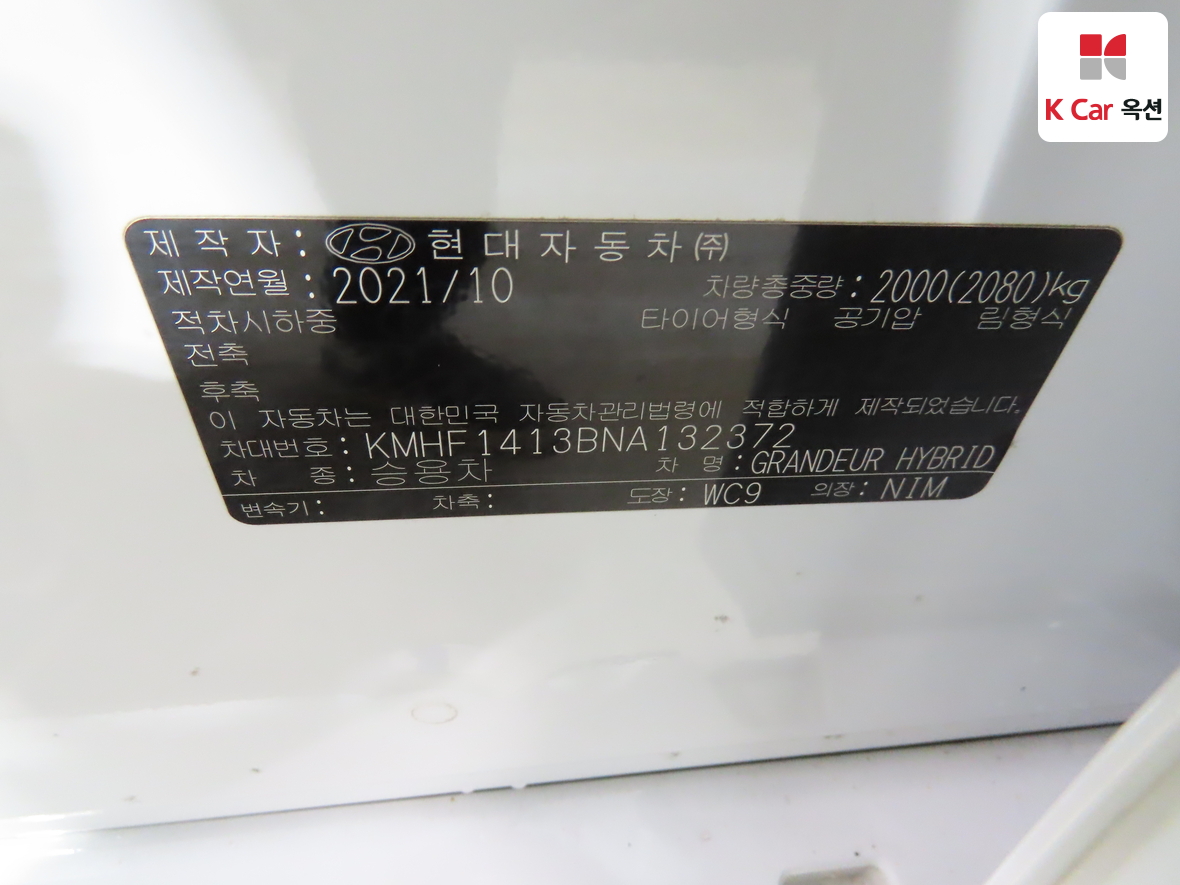 K Car 옥션
제 작 자 : 현 대 자 동 차 ㈜
제작연월 : 2021/10 차량총중량 : 2000(2080)kg
적차시하중 타이어형식 공기압 림형식
전축
후축
이 자동차는 대한민국 자동차관리법령에 적합하게 제작되었습니다.
차대번호 : KMHF1413BNA132372
차 종 : 승용차 차 명 : GRANDEUR HYBRID
변속기 : 차축 : 도장 : WC9 의장 : NIM